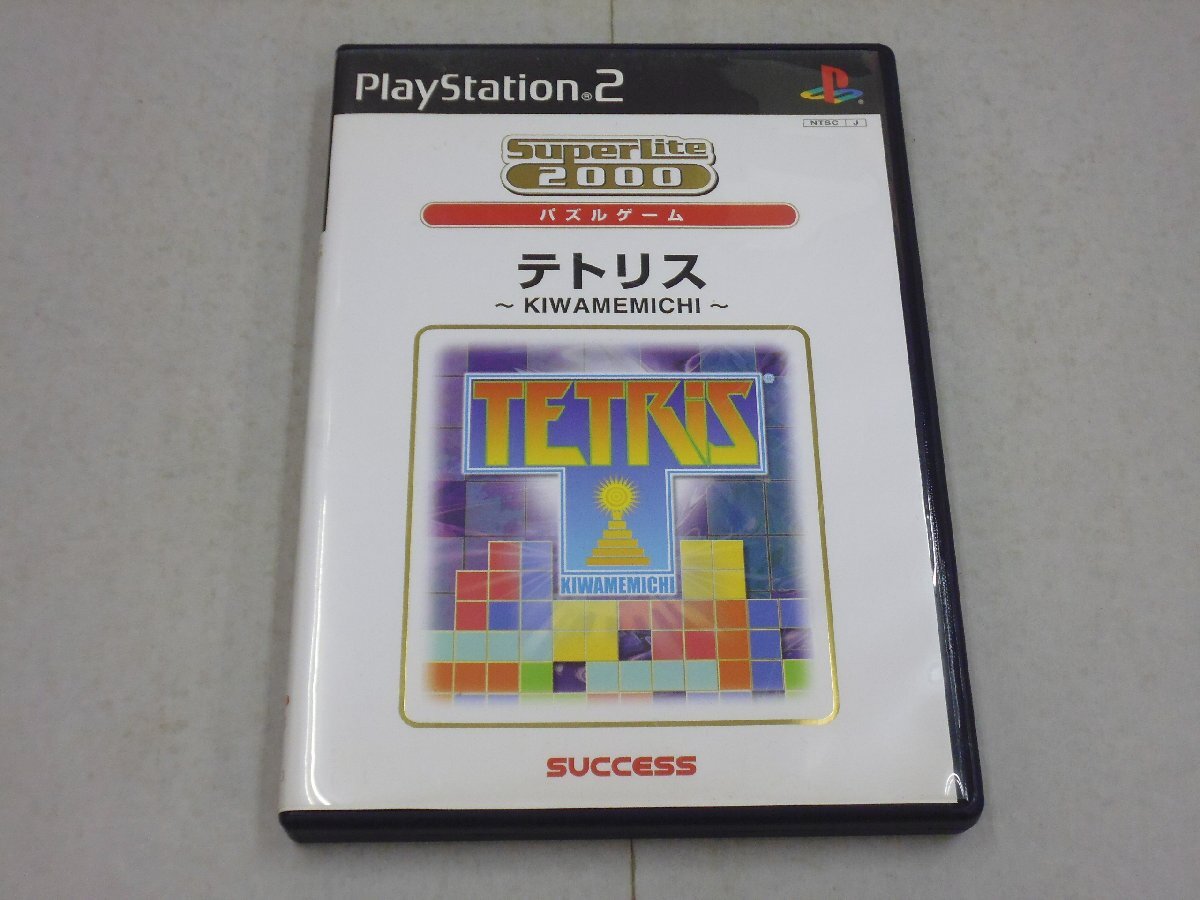 PlayStation®2
NTSC J
SuperLite
2000
パズルゲーム
テトリス
～ KIWAMEMICHI ～
TETRiS®
KIWAMEMICHI
SUCCESS